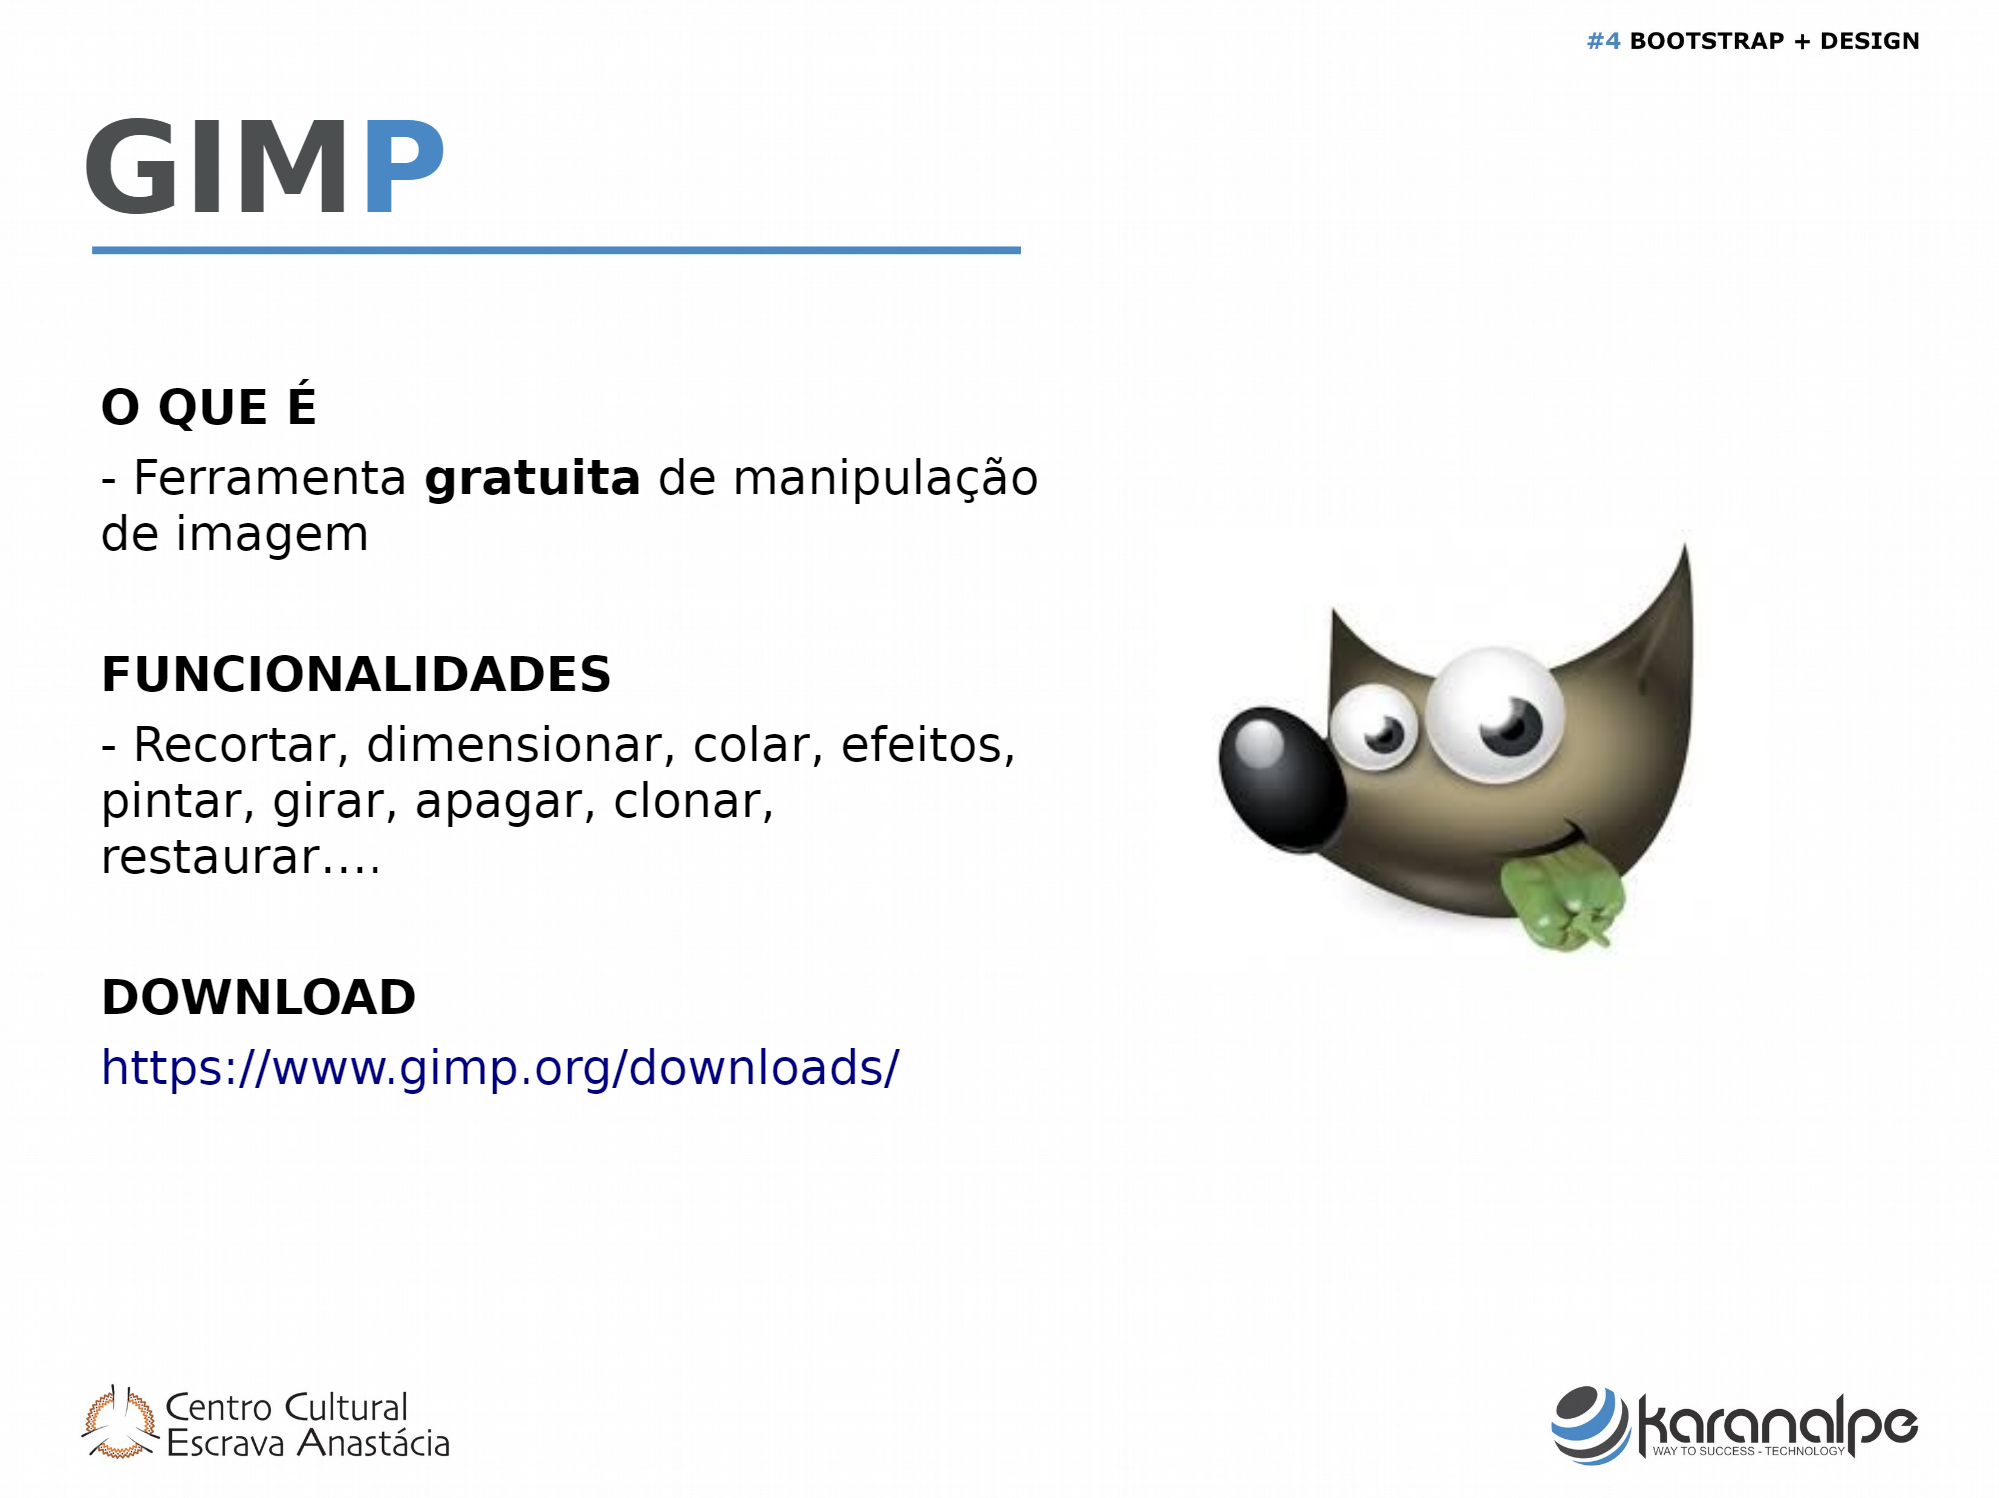 #4 BOOTSTRAP + DESIGN
GIMP
O QUE É
- Ferramenta gratuita de manipulação
de imagem
FUNCIONALIDADES
- Recortar, dimensionar, colar, efeitos,
pintar, girar, apagar, clonar,
restaurar....
DOWNLOAD
https://www.gimp.org/downloads/
Centro Cultural
Escrava Anastácia
karanalpe
WAY TO SUCCESS - TECHNOLOGY